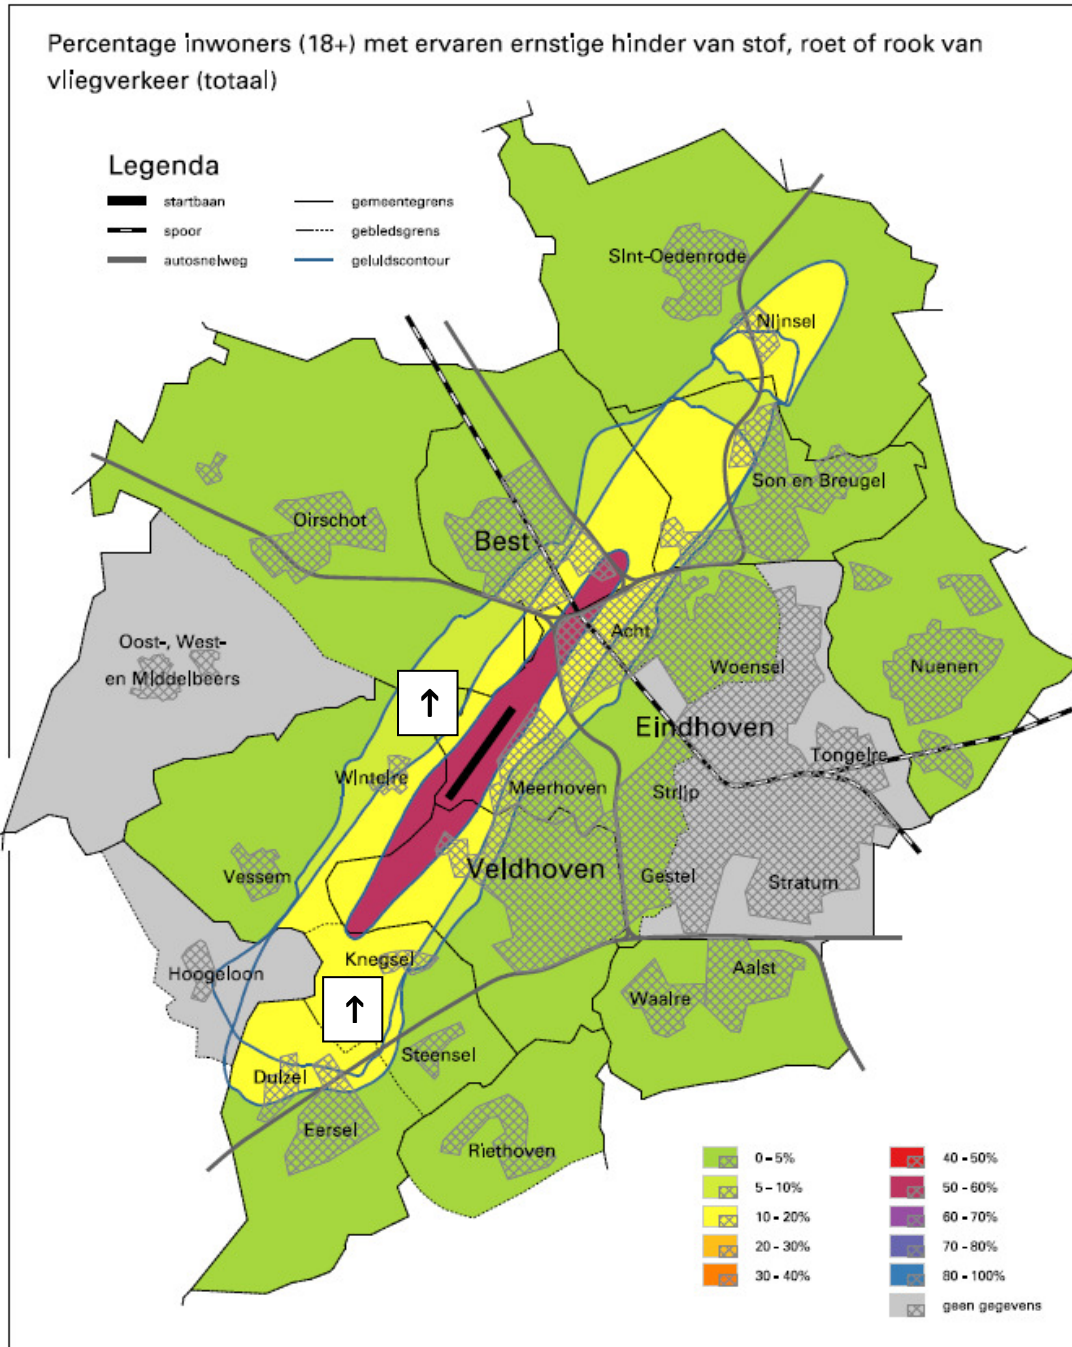 Percentage inwoners (18+) met ervaren ernstige hinder van stof, roet of rook van
vliegverkeer (totaal)
Legenda
startbaan
gemeentegrens
spoor
gebiedsgrens
autosnelweg
geluidscontour
Sint-Oedenrode
Nijnsel
Son en Breugel
Oirschot
Best
Acht
Oost-, West-
en Middelbeers
Woensel
Nuenen
Eindhoven
Tongelre
Wintelre
Meerhoven
Strijp
Veldhoven
Vessem
Gestel
Stratum
Knegsel
Hoogeloon
Aalst
Waalre
Steensel
Duizel
Eersel
Riethoven
0 - 5%
40 - 50%
5 - 10%
50 - 60%
10 - 20%
60 - 70%
20 - 30%
70 - 80%
30 - 40%
80 - 100%
geen gegevens